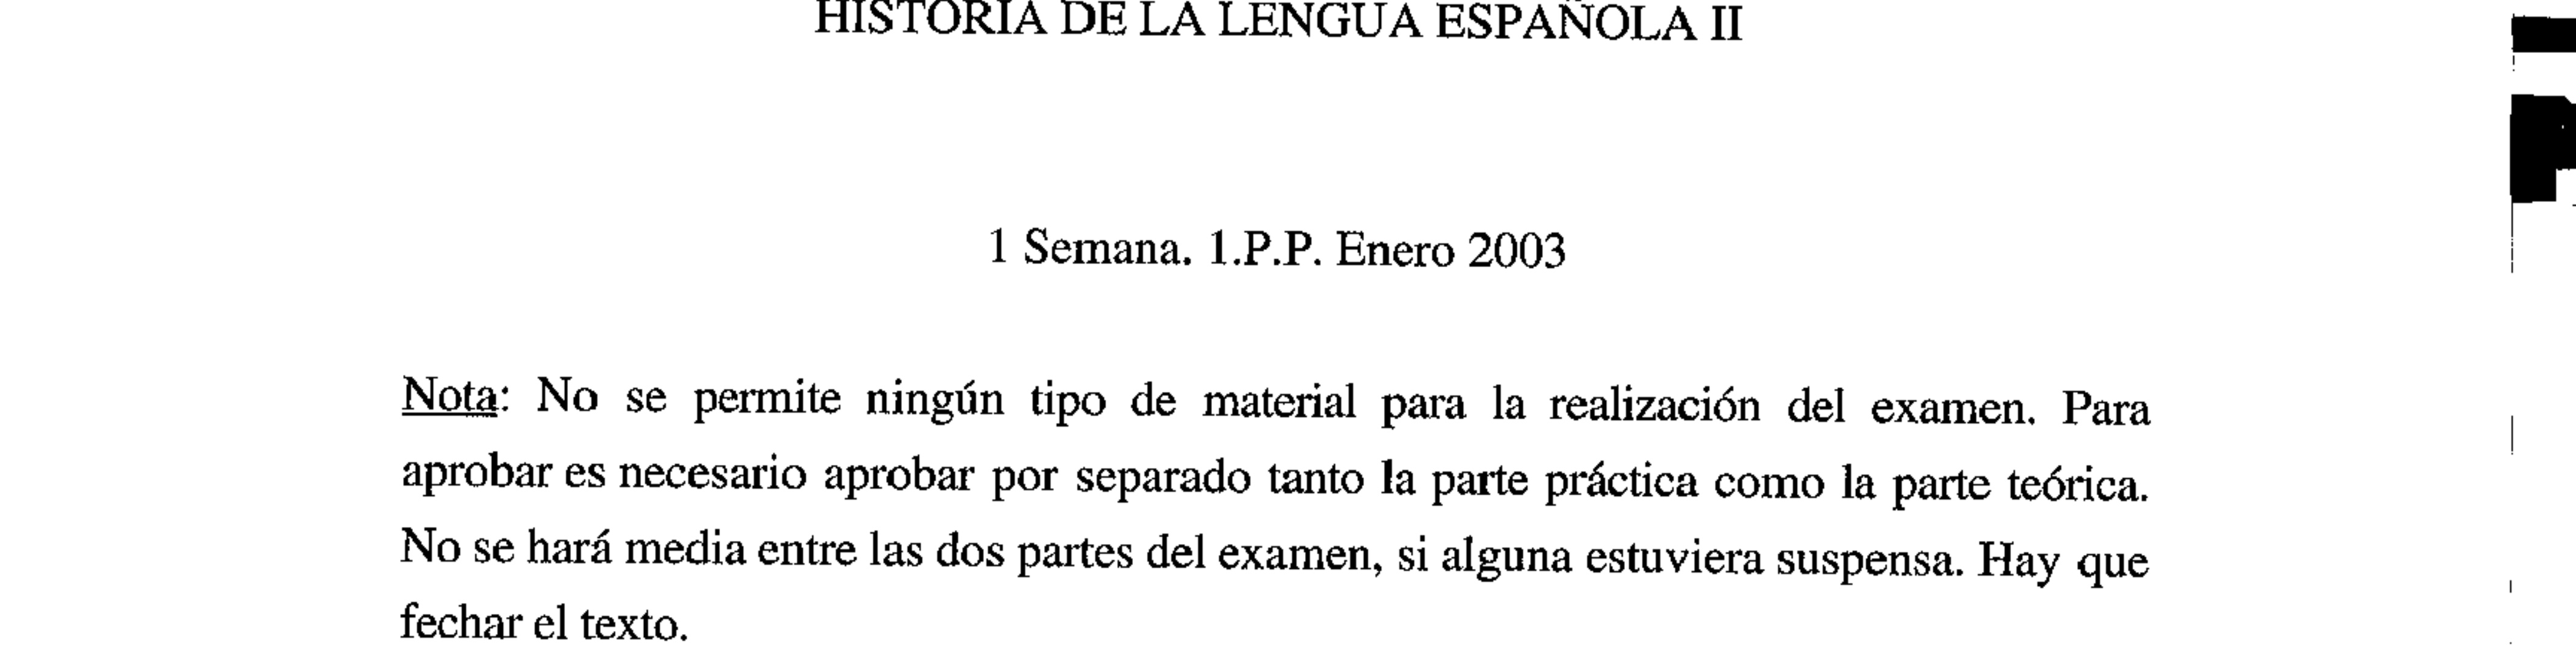 HISTORIA DE LA LENGUA ESPAÑOLA II
1 Semana. 1.P.P. Enero 2003
Nota: No se permite ningún tipo de material para la realización del examen. Para
aprobar es necesario aprobar por separado tanto la parte práctica como la parte teórica.
No se hará media entre las dos partes del examen, si alguna estuviera suspensa. Hay que
fechar el texto.